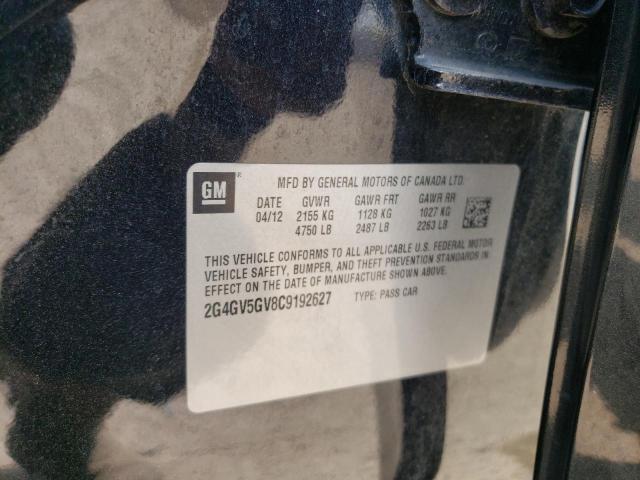 GM
MFD BY GENERAL MOTORS OF CANADA LTD.
DATE GVWR GAWR FRT GAWR RR
04/12 2155 KG 1128 KG 1027 KG
4750 LB 2487 LB 2263 LB
THIS VEHICLE CONFORMS TO ALL APPLICABLE U.S. FEDERAL MOTOR
VEHICLE SAFETY, BUMPER, AND THEFT PREVENTION STANDARDS IN
EFFECT ON THE DATE OF MANUFACTURE SHOWN ABOVE.
2G4GV5GV8C9192627 TYPE: PASS CAR